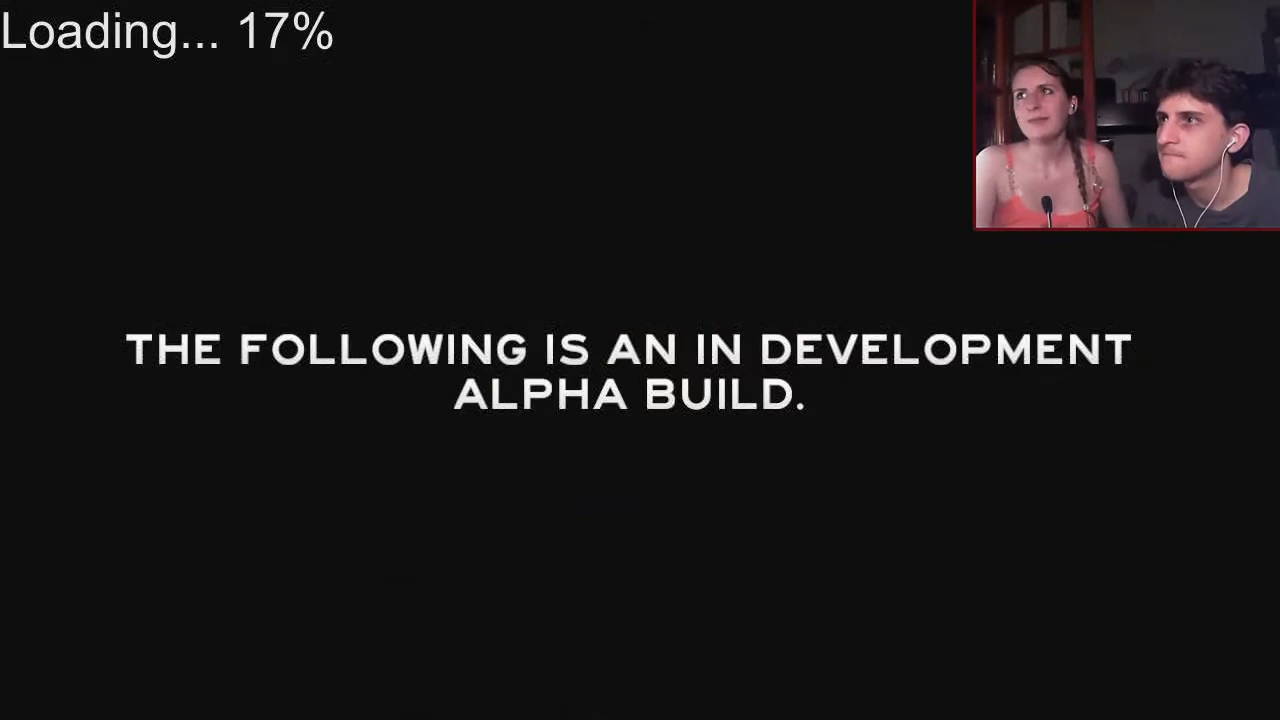 Loading... 17%
THE FOLLOWING IS AN IN DEVELOPMENT
ALPHA BUILD.